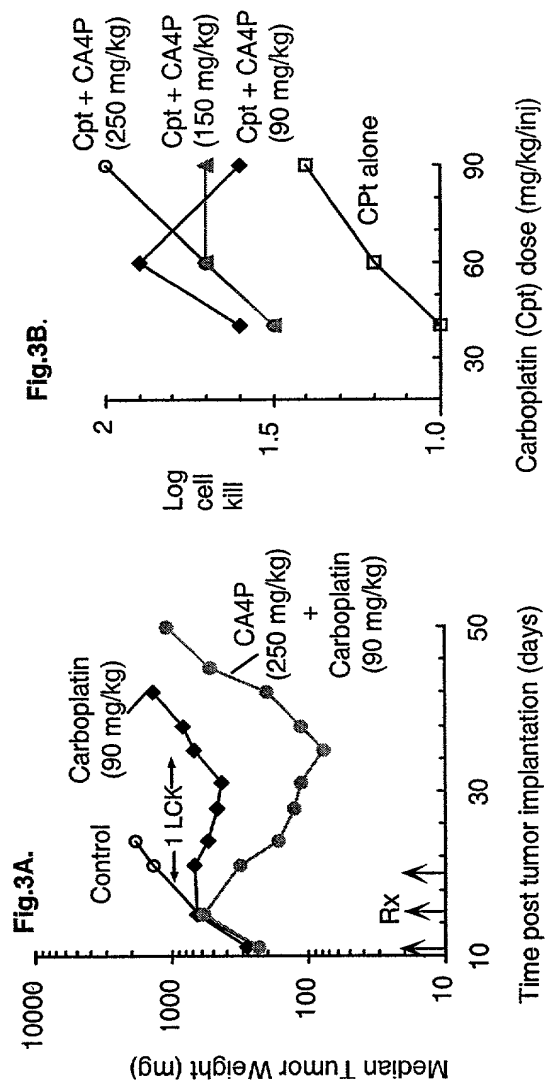 Fig.3A.
Median Tumor Weight (mg)
10000
1000
100
10
Control
Carboplatin
(90 mg/kg)
1 LCK
CA4P
(250 mg/kg)
+
Carboplatin
(90 mg/kg)
Rx
10
30
50
Time post tumor implantation (days)
Fig.3B.
Log
cell
kill
2
1.5
1.0
Cpt + CA4P
(250 mg/kg)
Cpt + CA4P
(150 mg/kg)
Cpt + CA4P
(90 mg/kg)
CPt alone
30
60
90
Carboplatin (Cpt) dose (mg/kg/inj)